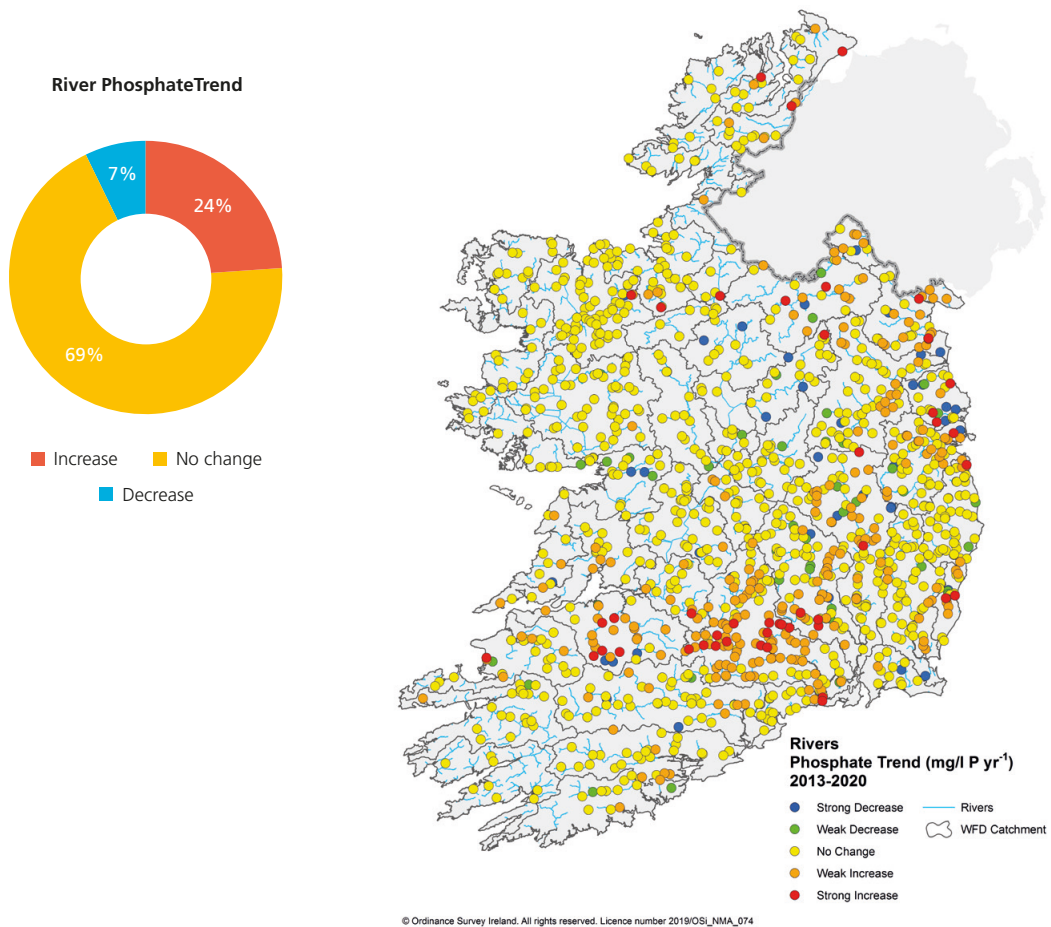 River PhosphateTrend
7%
24%
69%
Increase
No change
Decrease
Rivers
Phosphate Trend (mg/l P yr⁻¹)
2013-2020
Strong Decrease
Rivers
Weak Decrease
WFD Catchment
No Change
Weak Increase
Strong Increase
© Ordinance Survey Ireland. All rights reserved. Licence number 2019/OSi_NMA_074